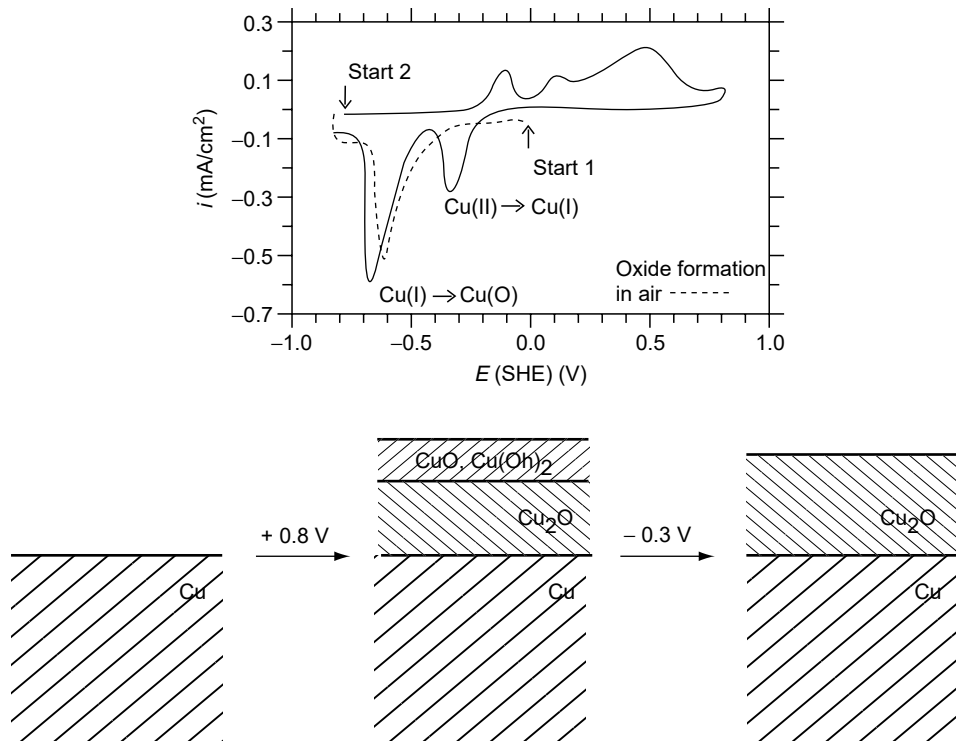 0.3
0.1
−0.1
−0.3
−0.5
−0.7
i (mA/cm²)
Start 2
Start 1
Cu(II) → Cu(I)
Oxide formation
in air
Cu(I) → Cu(O)
−1.0 −0.5 0.0 0.5 1.0
E (SHE) (V)
CuO, Cu(Oh)₂
Cu₂O
Cu₂O
+ 0.8 V
− 0.3 V
Cu
Cu
Cu